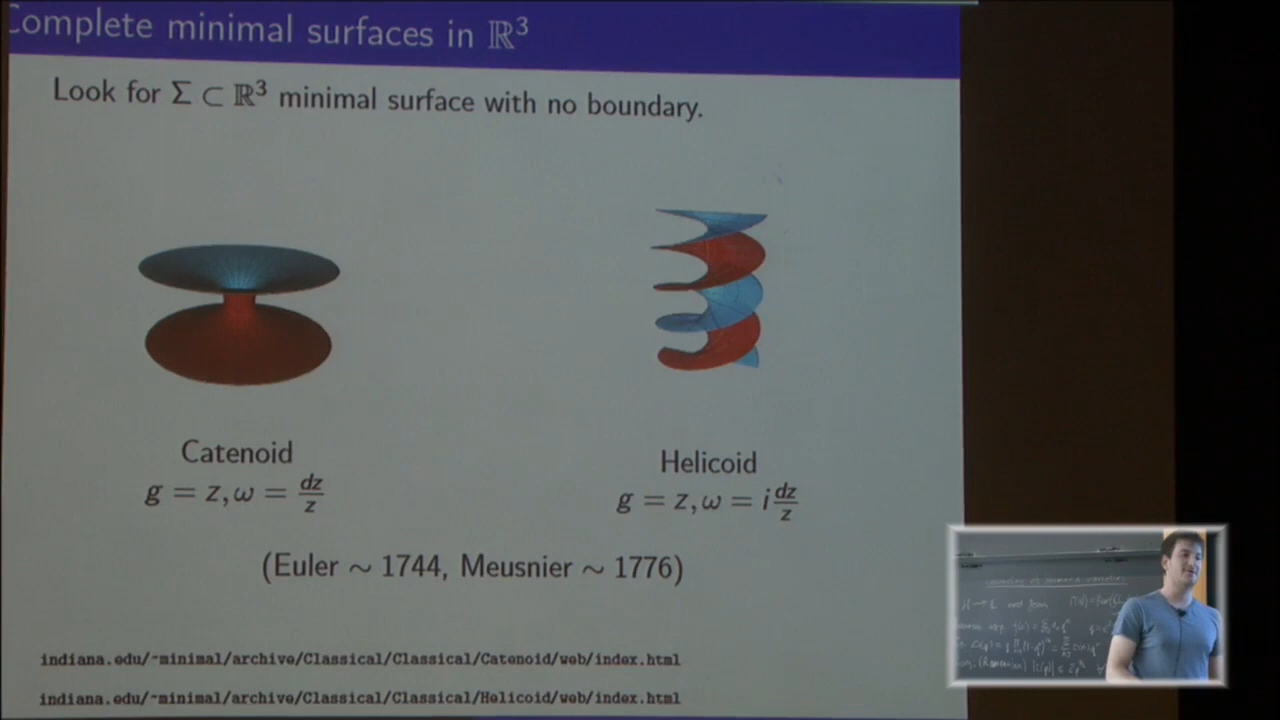 Complete minimal surfaces in ℝ³
Look for Σ ⊂ ℝ³ minimal surface with no boundary.
Catenoid
g = z, ω = dz/z
Helicoid
g = z, ω = i dz/z
(Euler ∼ 1744, Meusnier ∼ 1776)
indiana.edu/~minimal/archive/Classical/Classical/Catenoid/web/index.html
indiana.edu/~minimal/archive/Classical/Classical/Helicoid/web/index.html